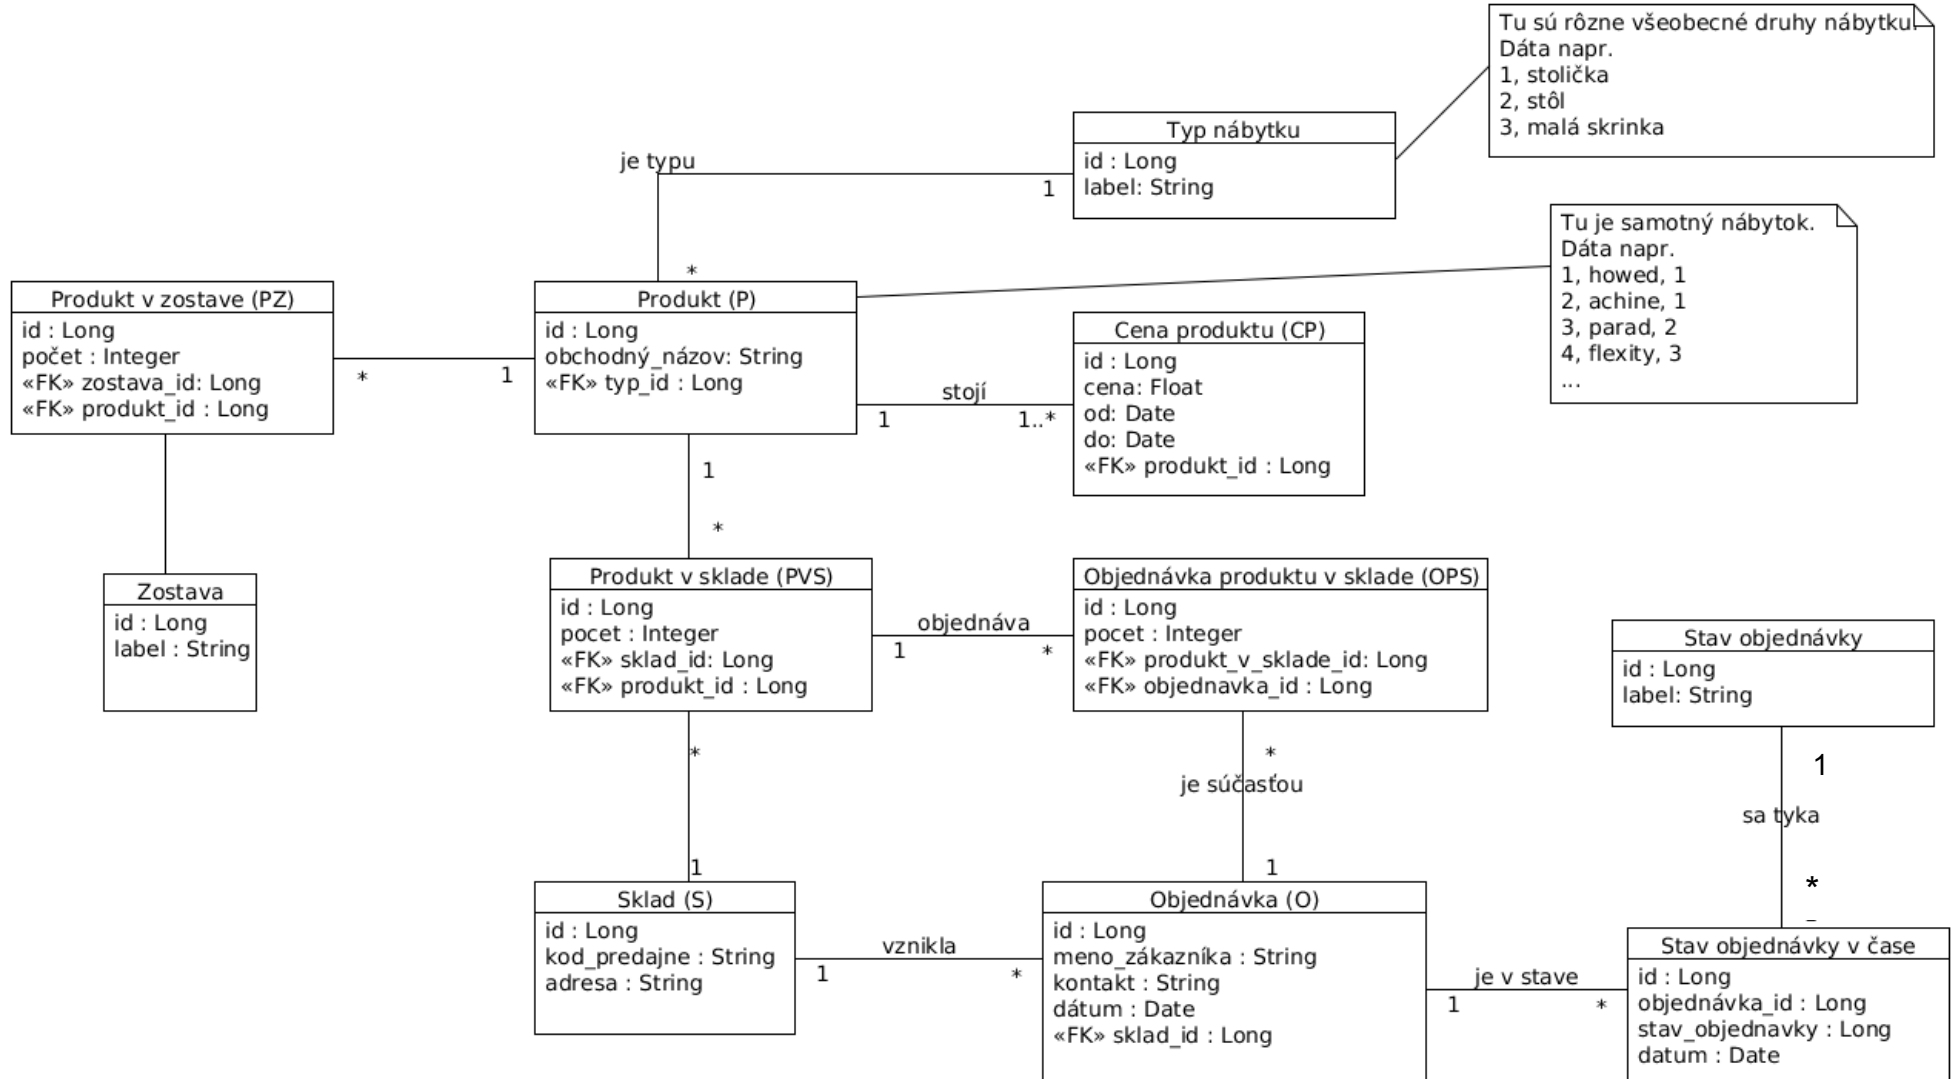 Tu sú rôzne všeobecné druhy nábytku.
Dáta napr.
1, stolička
2, stôl
3, malá skrinka
Typ nábytku
id : Long
label: String
je typu
1
*
Tu je samotný nábytok.
Dáta napr.
1, howed, 1
2, achine, 1
3, parad, 2
4, flexity, 3
...
Produkt v zostave (PZ)
id : Long
počet : Integer
«FK» zostava_id: Long
«FK» produkt_id : Long
*
1
Produkt (P)
id : Long
obchodný_názov: String
«FK» typ_id : Long
stojí
1
1..*
Cena produktu (CP)
id : Long
cena: Float
od: Date
do: Date
«FK» produkt_id : Long
1
*
Zostava
id : Long
label : String
Produkt v sklade (PVS)
id : Long
pocet : Integer
«FK» sklad_id: Long
«FK» produkt_id : Long
objednáva
1
*
Objednávka produktu v sklade (OPS)
id : Long
pocet : Integer
«FK» produkt_v_sklade_id: Long
«FK» objednavka_id : Long
Stav objednávky
id : Long
label: String
*
1
*
je súčasťou
1
1
sa tyka
*
Sklad (S)
id : Long
kod_predajne : String
adresa : String
vznikla
1
*
Objednávka (O)
id : Long
meno_zákazníka : String
kontakt : String
dátum : Date
«FK» sklad_id : Long
je v stave
1
*
Stav objednávky v čase
id : Long
objednávka_id : Long
stav_objednavky : Long
datum : Date